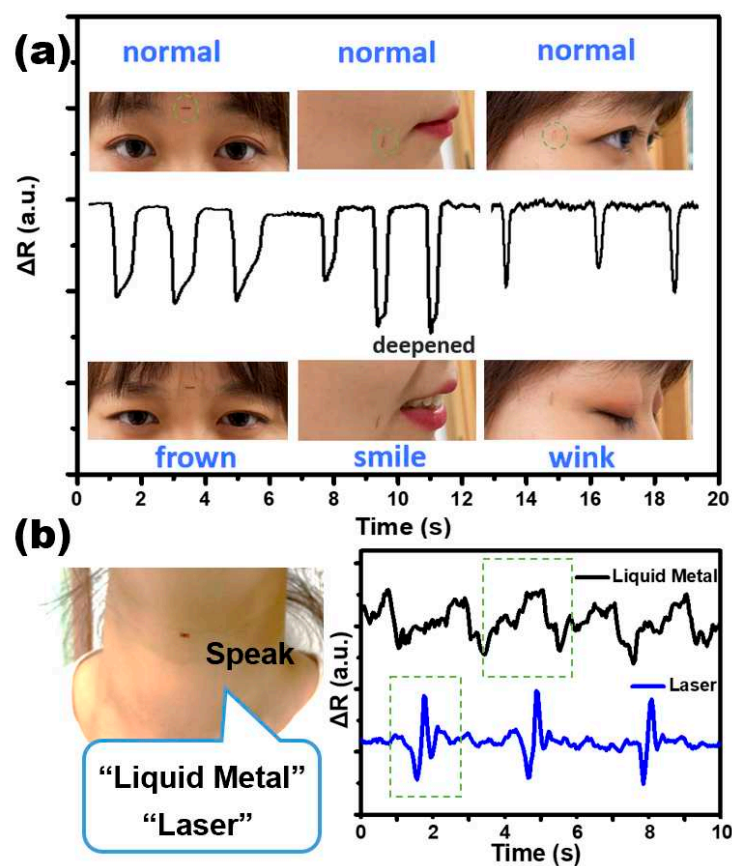 (a)
normal normal normal
ΔR (a.u.)
deepened
frown smile wink
0 2 4 6 8 10 12 14 16 18 20
Time (s)
(b)
Speak
“Liquid Metal”
“Laser”
ΔR (a.u.)
Liquid Metal
Laser
0 2 4 6 8 10
Time (s)